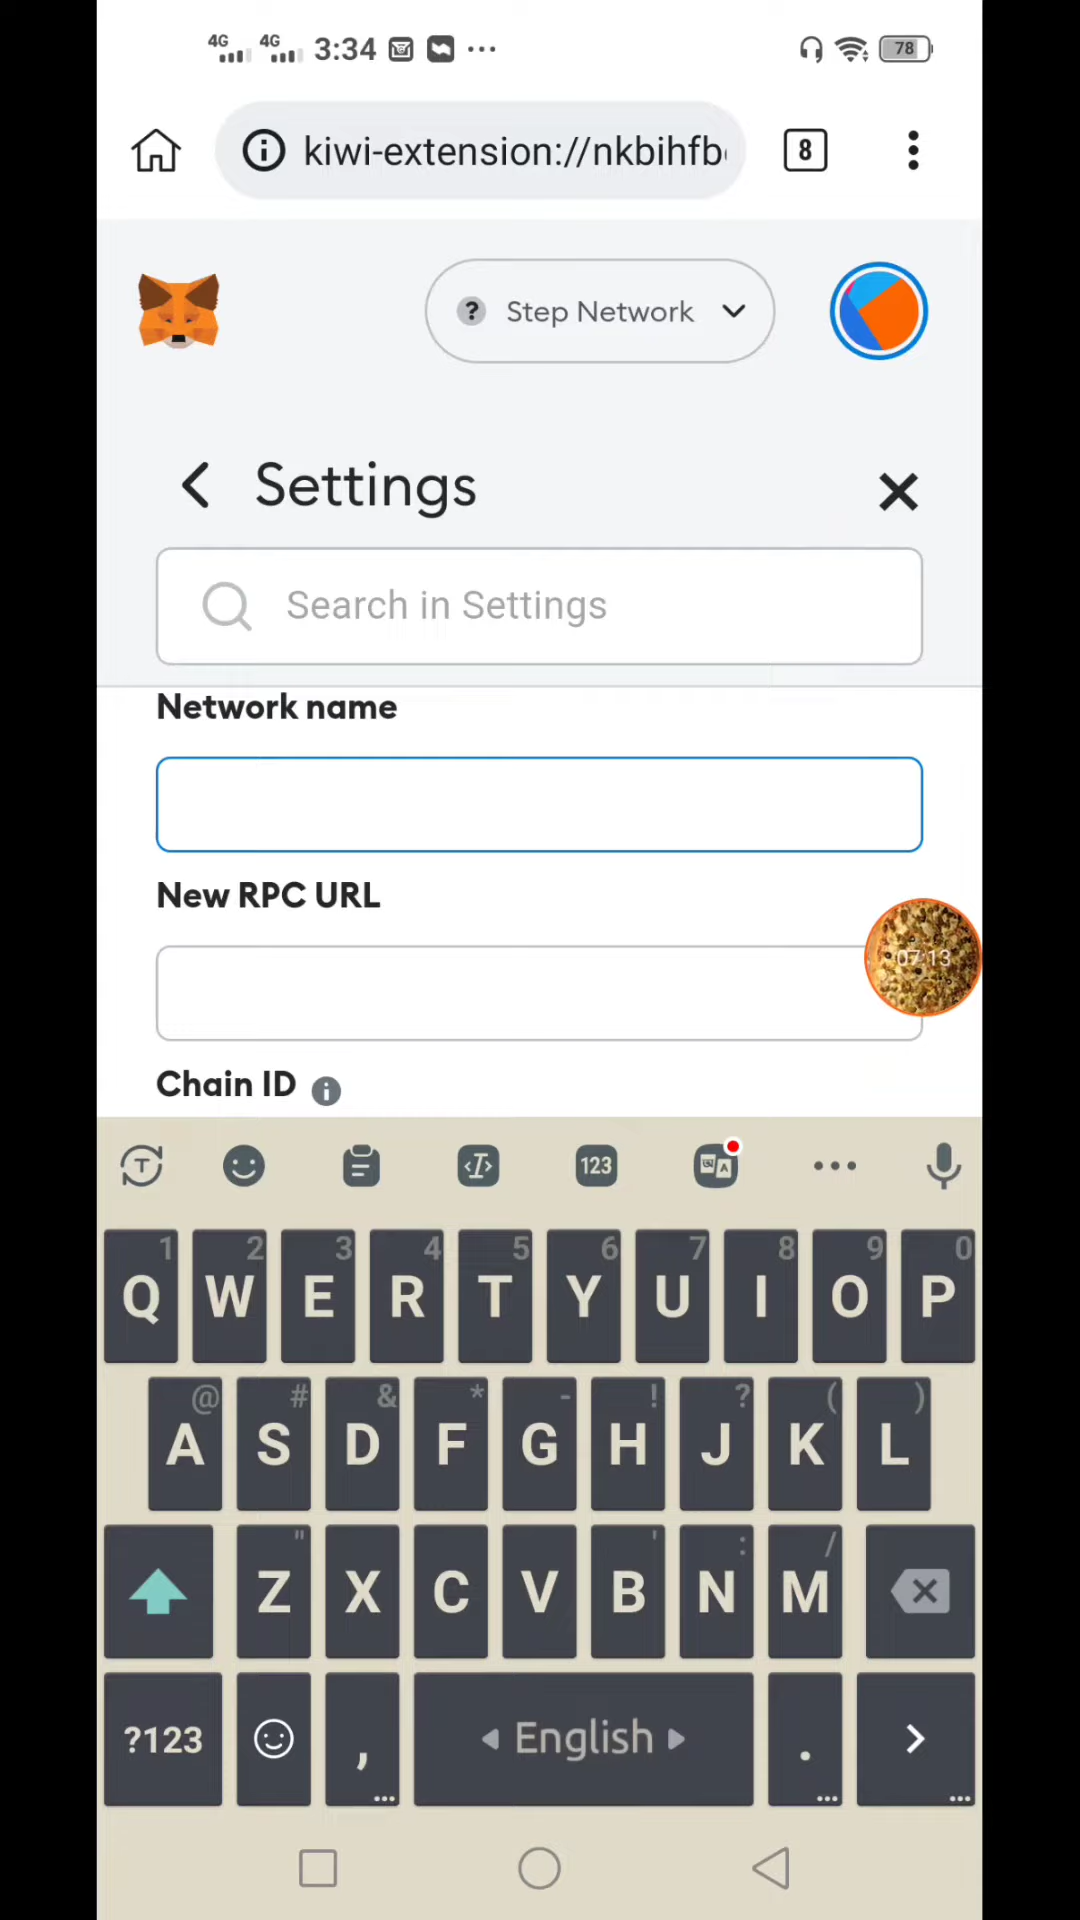 4G 4G 3:34 78
kiwi-extension://nkbihfb
8
? Step Network
Settings
Search in Settings
Network name
New RPC URL
07:13
Chain ID i
T 123 A
1 2 3 4 5 6 7 8 9 0
Q W E R T Y U I O P
@ # & * - ! ? ( )
A S D F G H J K L
" ' : /
Z X C V B N M
?123 , English . >